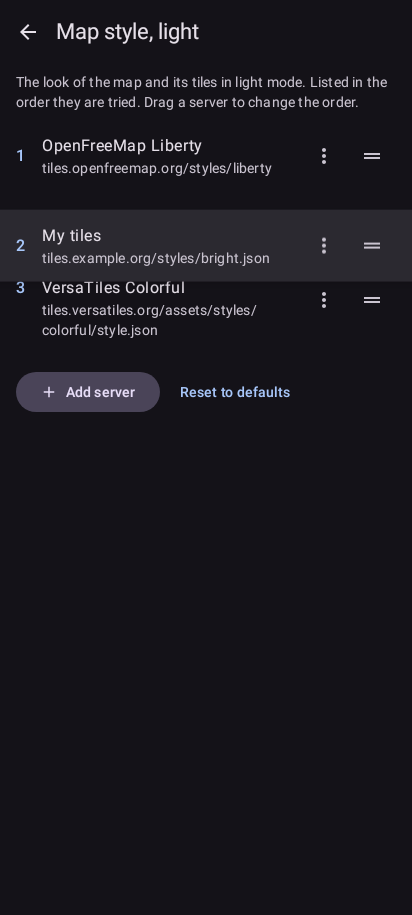 Map style, light
The look of the map and its tiles in light mode. Listed in the
order they are tried. Drag a server to change the order.
1 OpenFreeMap Liberty
tiles.openfreemap.org/styles/liberty
2 My tiles
tiles.example.org/styles/bright.json
3 VersaTiles Colorful
tiles.versatiles.org/assets/styles/
colorful/style.json
+ Add server
Reset to defaults